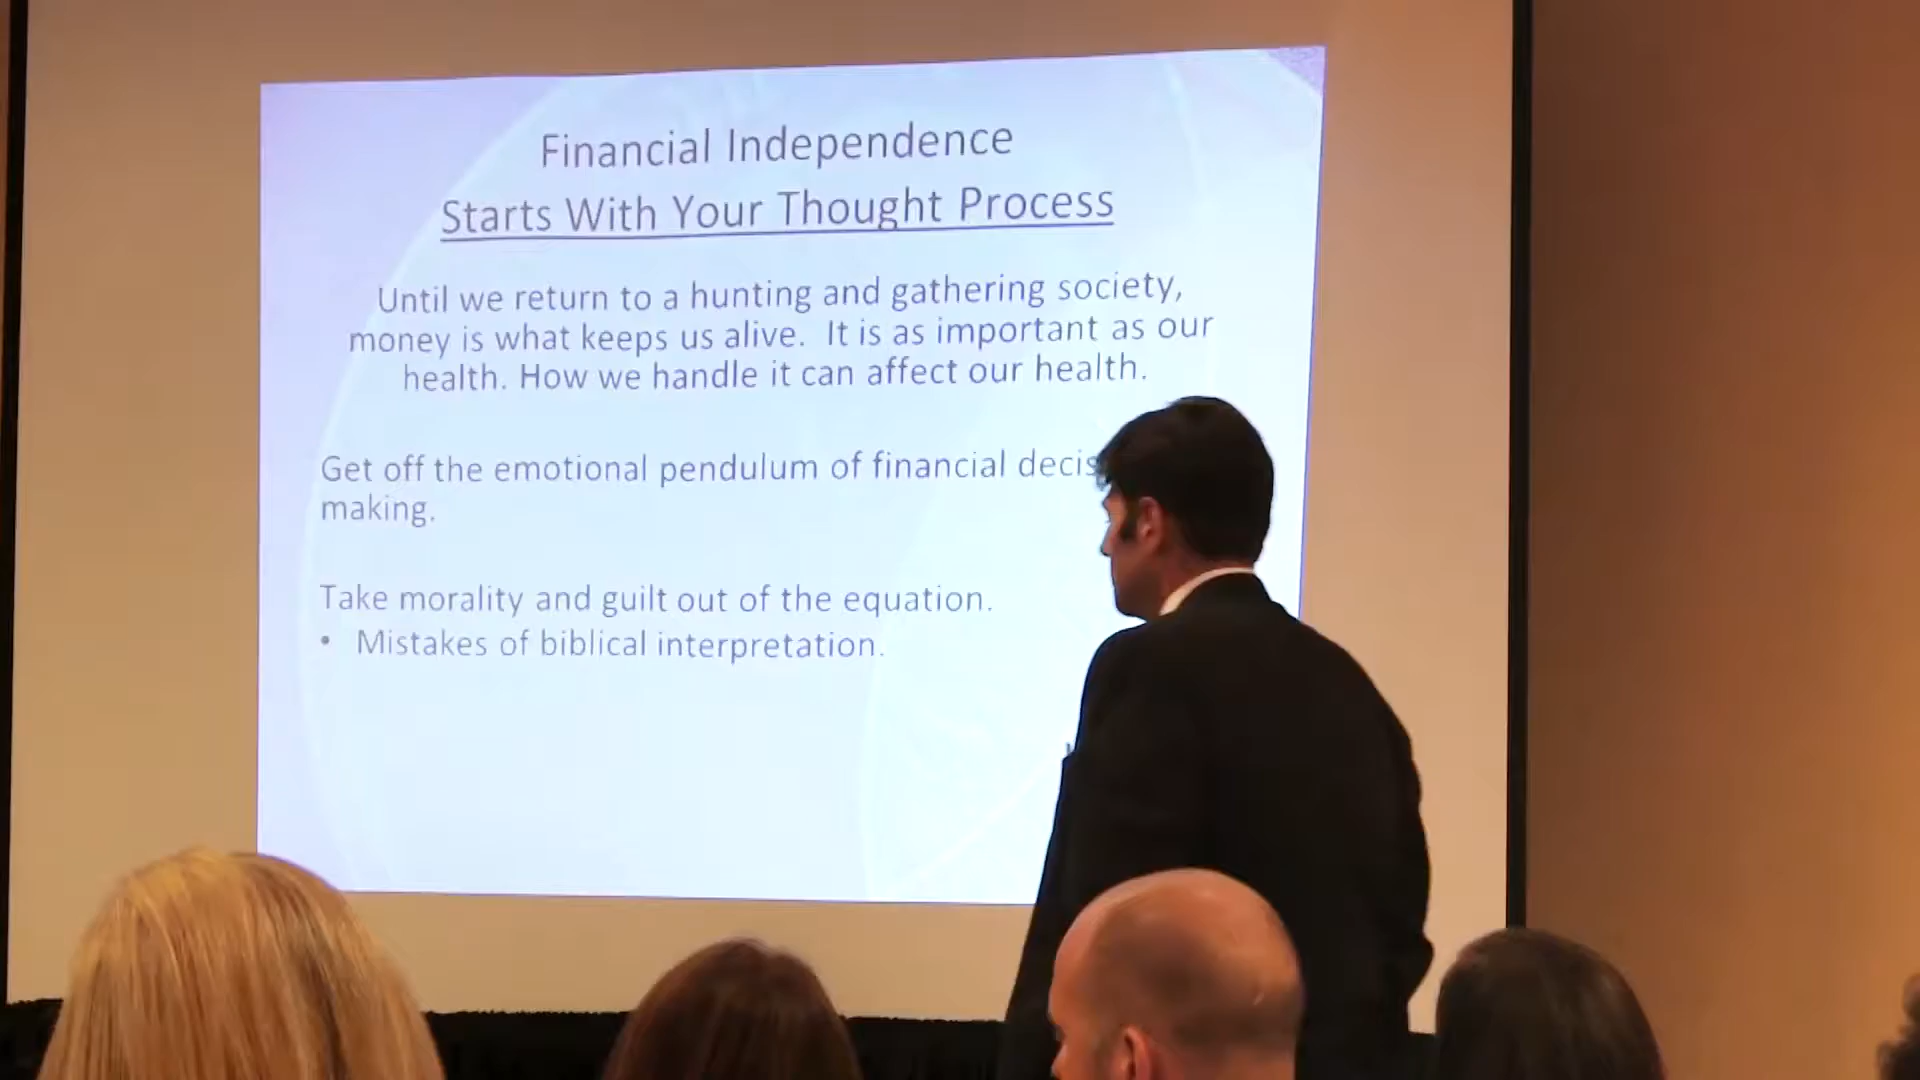 Financial Independence
Starts With Your Thought Process
Until we return to a hunting and gathering society,
money is what keeps us alive.  It is as important as our
health. How we handle it can affect our health.
Get off the emotional pendulum of financial
making.
Take morality and guilt out of the equation.
• Mistakes of biblical interpretation.